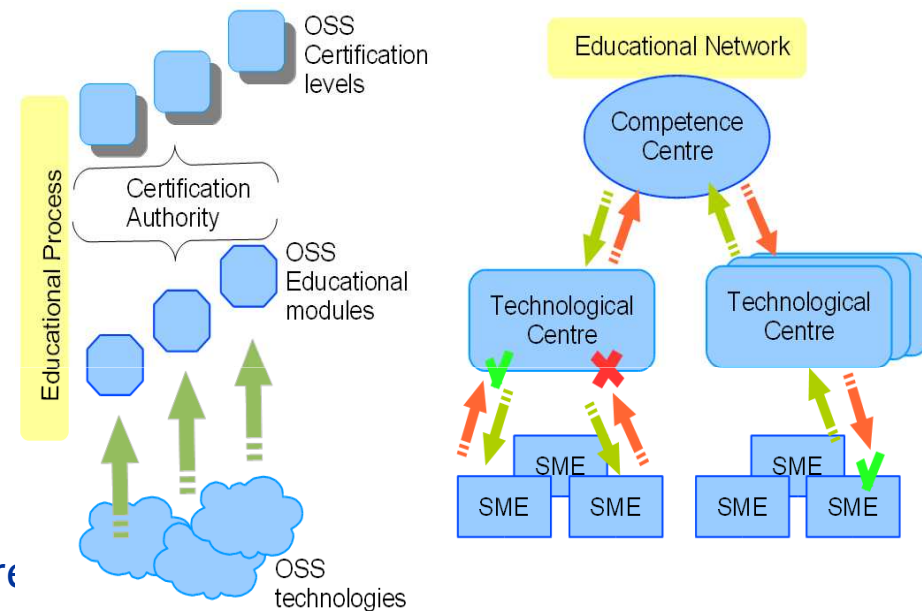 OSS
Certification
levels
Educational Process
Certification
Authority
OSS
Educational
modules
OSS
technologies
Educational Network
Competence
Centre
Technological
Centre
Technological
Centre
SME
SME
SME
SME
SME
SME